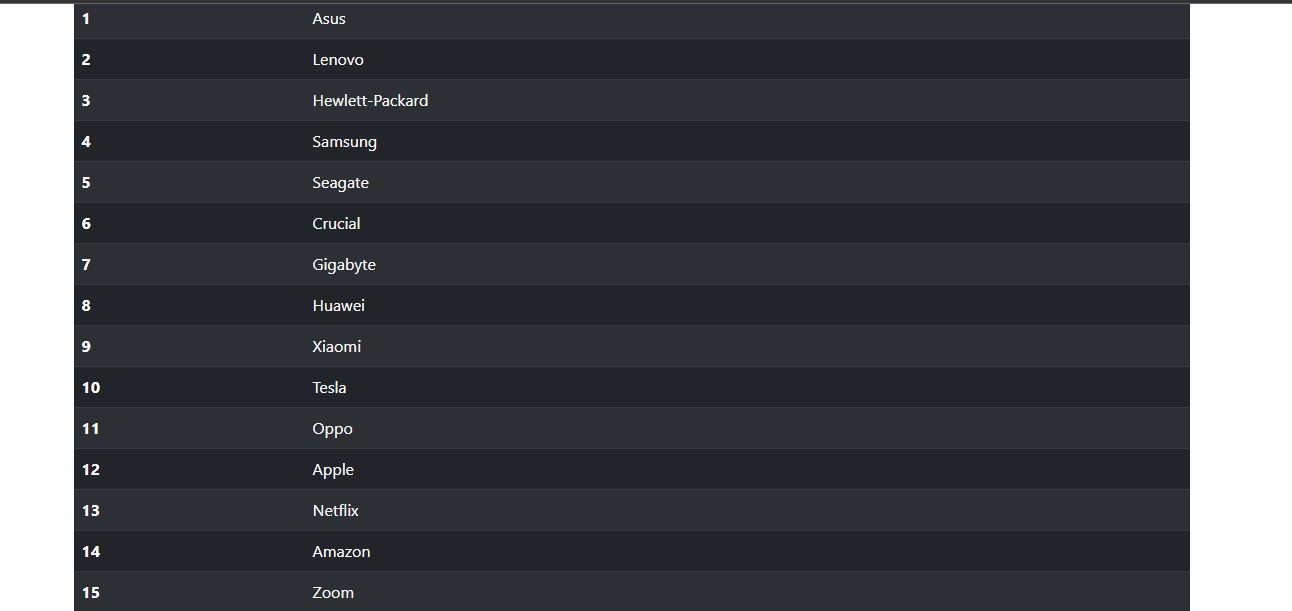 1 Asus
2 Lenovo
3 Hewlett-Packard
4 Samsung
5 Seagate
6 Crucial
7 Gigabyte
8 Huawei
9 Xiaomi
10 Tesla
11 Oppo
12 Apple
13 Netflix
14 Amazon
15 Zoom